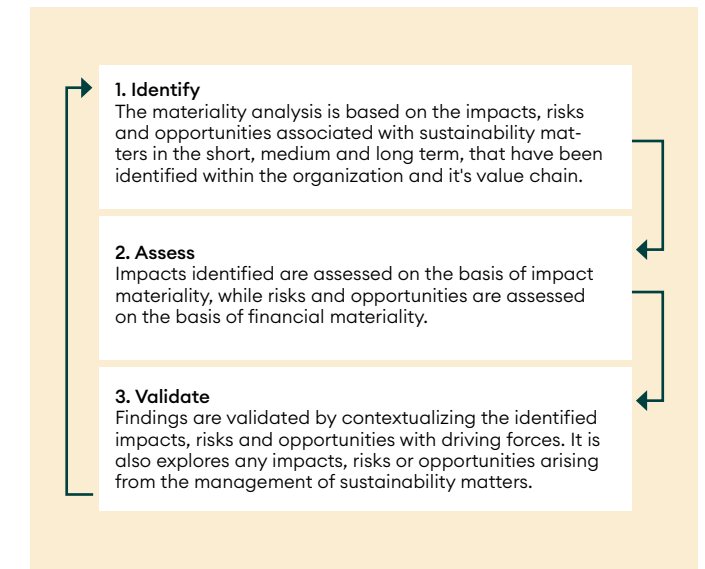 1. Identify
The materiality analysis is based on the impacts, risks
and opportunities associated with sustainability mat-
ters in the short, medium and long term, that have been
identified within the organization and it's value chain.
2. Assess
Impacts identified are assessed on the basis of impact
materiality, while risks and opportunities are assessed
on the basis of financial materiality.
3. Validate
Findings are validated by contextualizing the identified
impacts, risks and opportunities with driving forces. It is
also explores any impacts, risks or opportunities arising
from the management of sustainability matters.